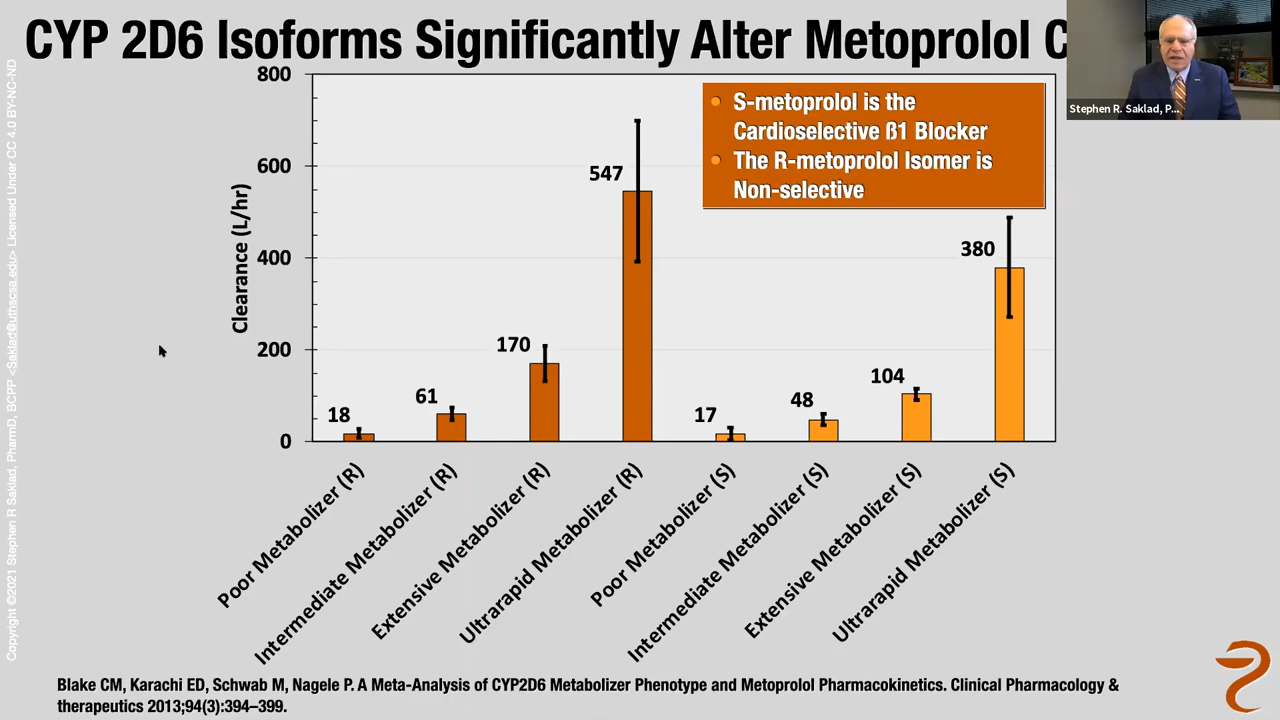 CYP 2D6 Isoforms Significantly Alter Metoprolol C
Stephen R. Saklad, P...
S-metoprolol is the
Cardioselective ß1 Blocker
The R-metoprolol Isomer is
Non-selective
Clearance (L/hr)
800
600
400
200
0
18
61
170
547
17
48
104
380
Poor Metabolizer (R)
Intermediate Metabolizer (R)
Extensive Metabolizer (R)
Ultrarapid Metabolizer (R)
Poor Metabolizer (S)
Intermediate Metabolizer (S)
Extensive Metabolizer (S)
Ultrarapid Metabolizer (S)
Blake CM, Karachi ED, Schwab M, Nagele P. A Meta-Analysis of CYP2D6 Metabolizer Phenotype and Metoprolol Pharmacokinetics. Clinical Pharmacology &
therapeutics 2013;94(3):394–399.
Copyright ©2021 Stephen R Saklad, PharmD, BCPP <Saklad@uthscsa.edu> Licensed Under CC 4.0 BY-NC-ND